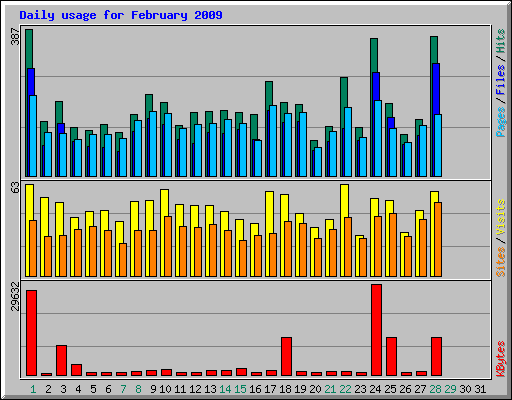 Daily usage for February 2009
387
Pages / Files / Hits
63
Sites / Visits
29632
KBytes
1 2 3 4 5 6 7 8 9 10 11 12 13 14 15 16 17 18 19 20 21 22 23 24 25 26 27 28 29 30 31